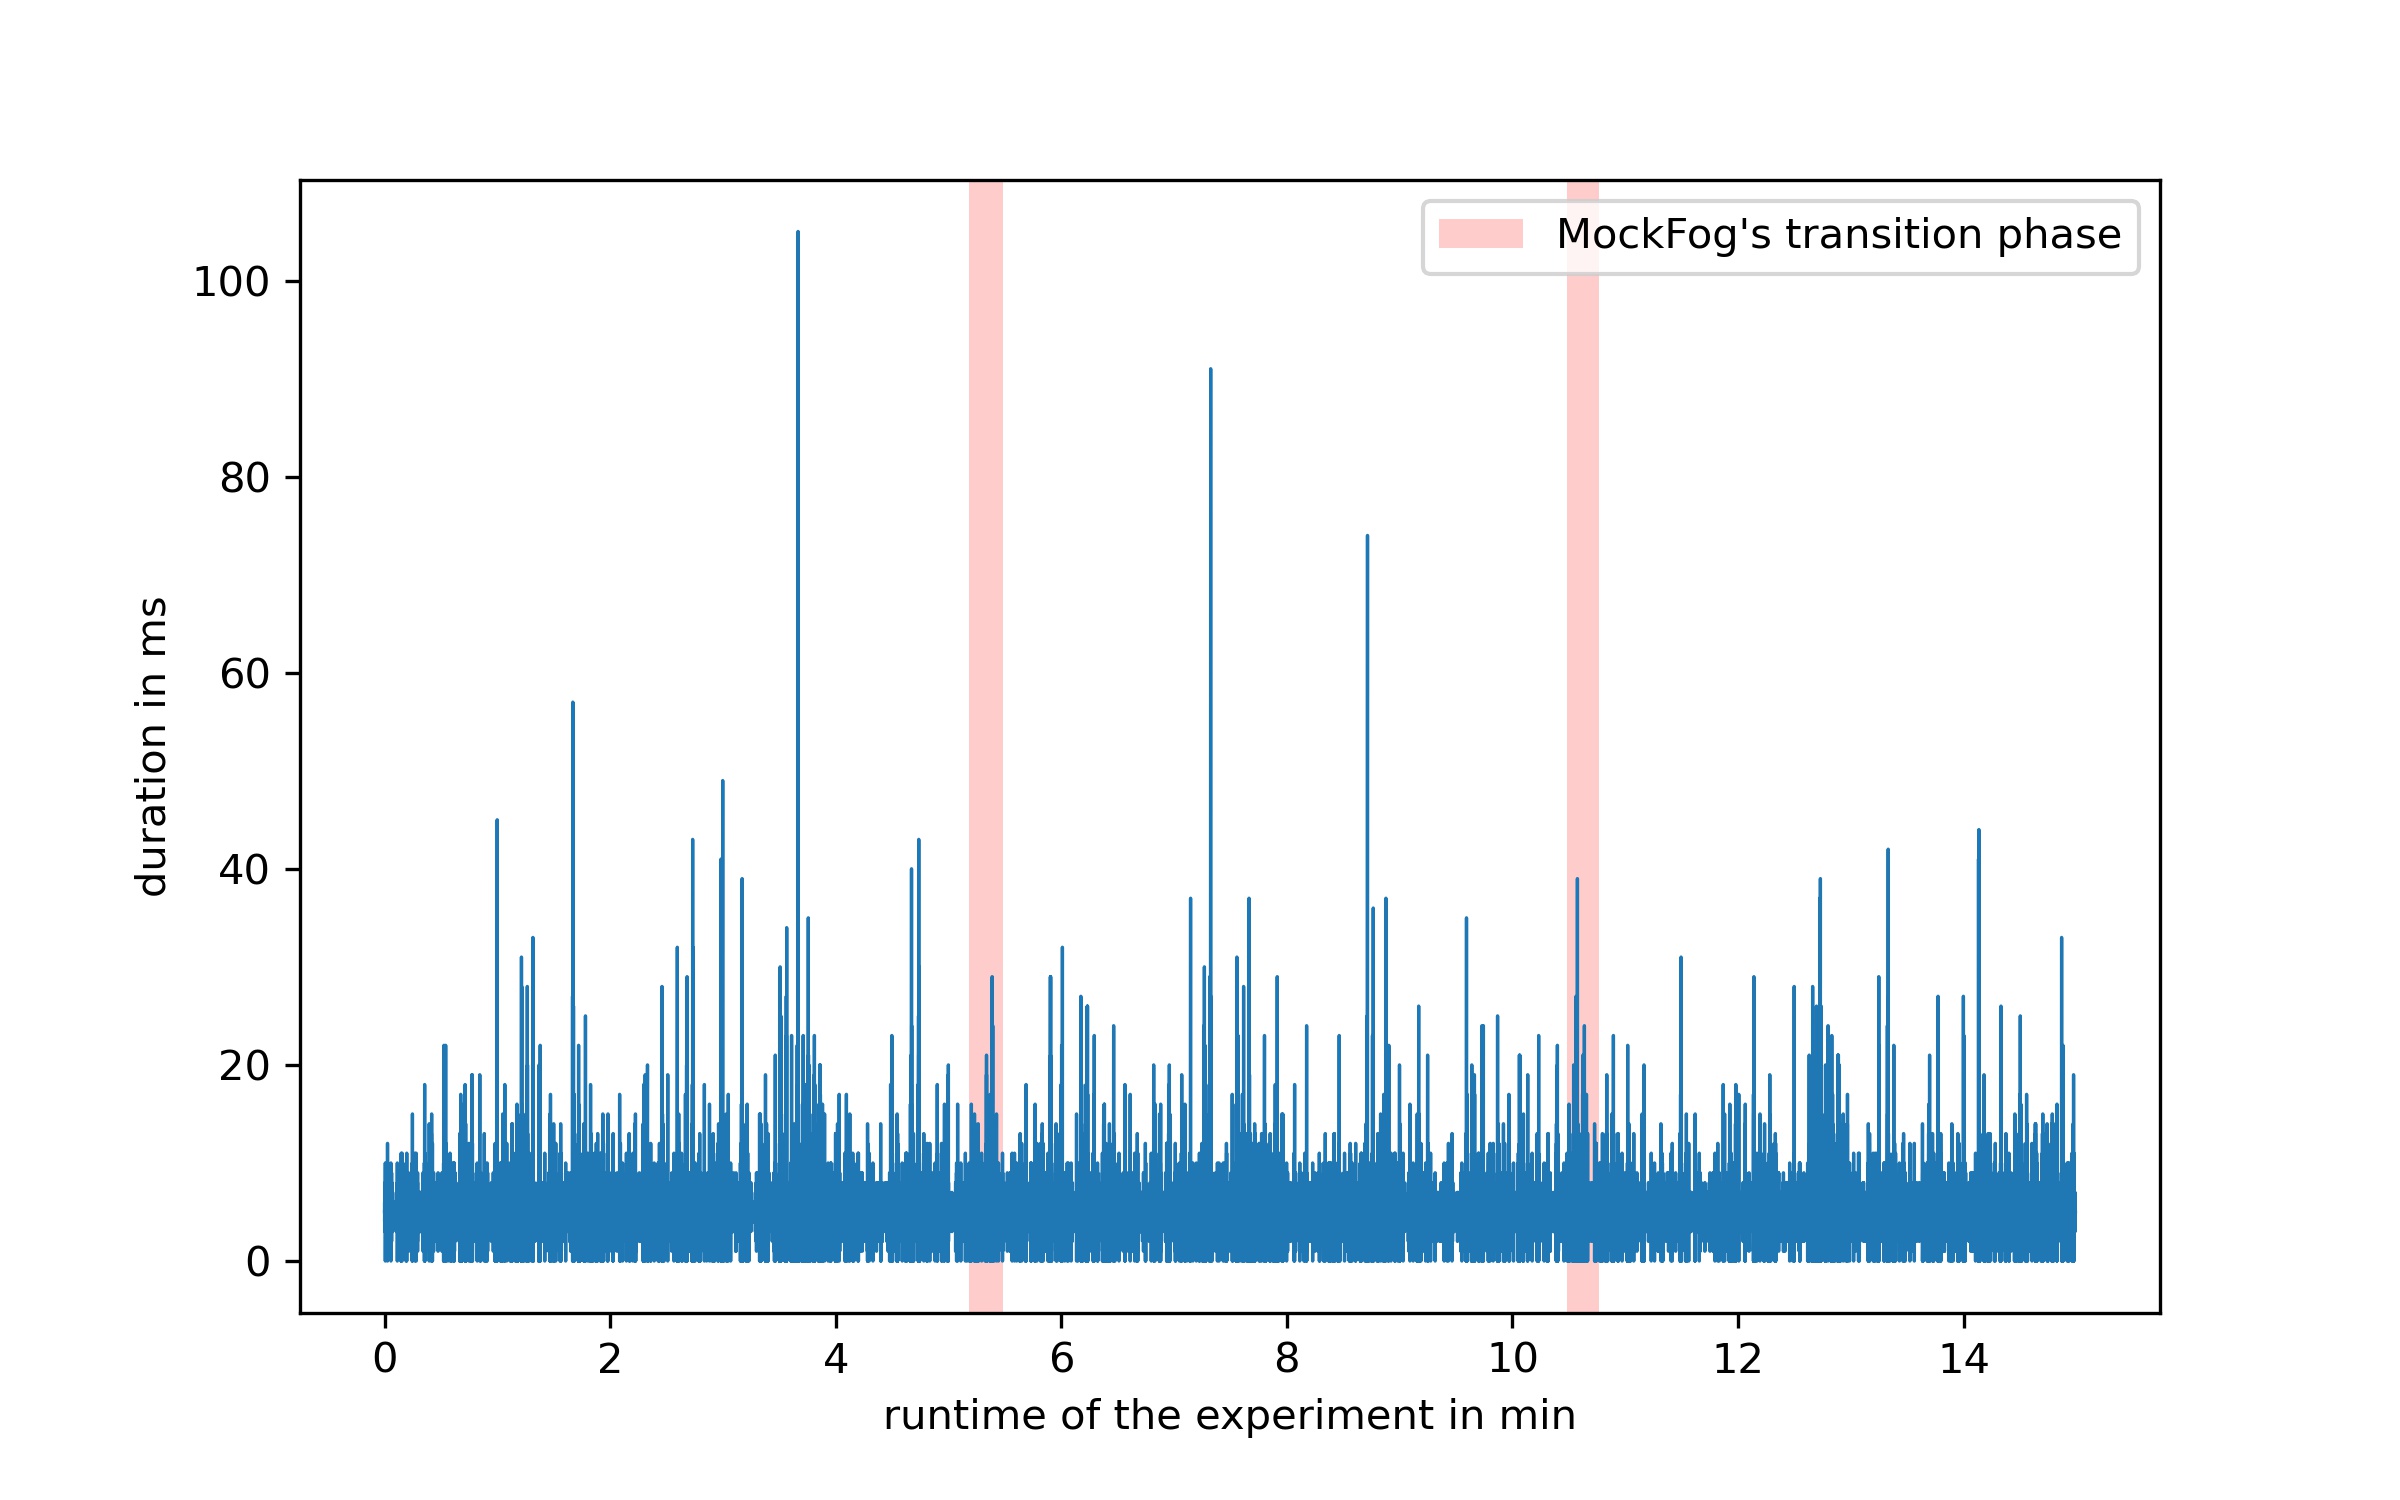 MockFog's transition phase
100
80
60
40
20
0
duration in ms
0 2 4 6 8 10 12 14
runtime of the experiment in min